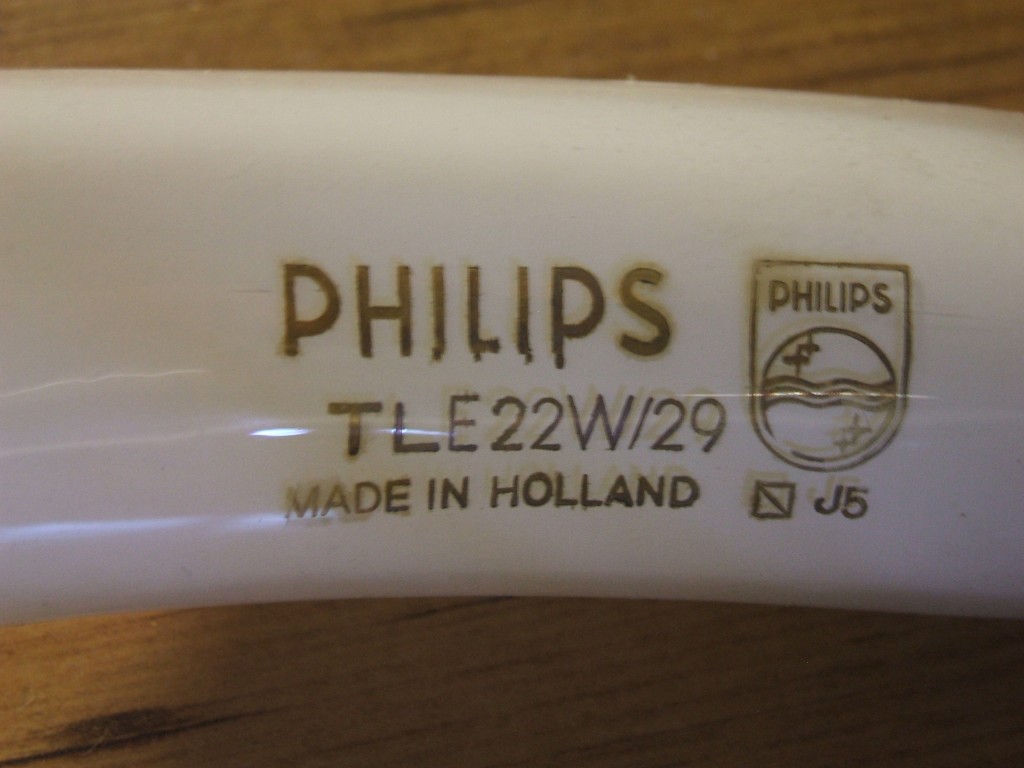 PHILIPS
TLE22W/29
MADE IN HOLLAND
PHILIPS
J5